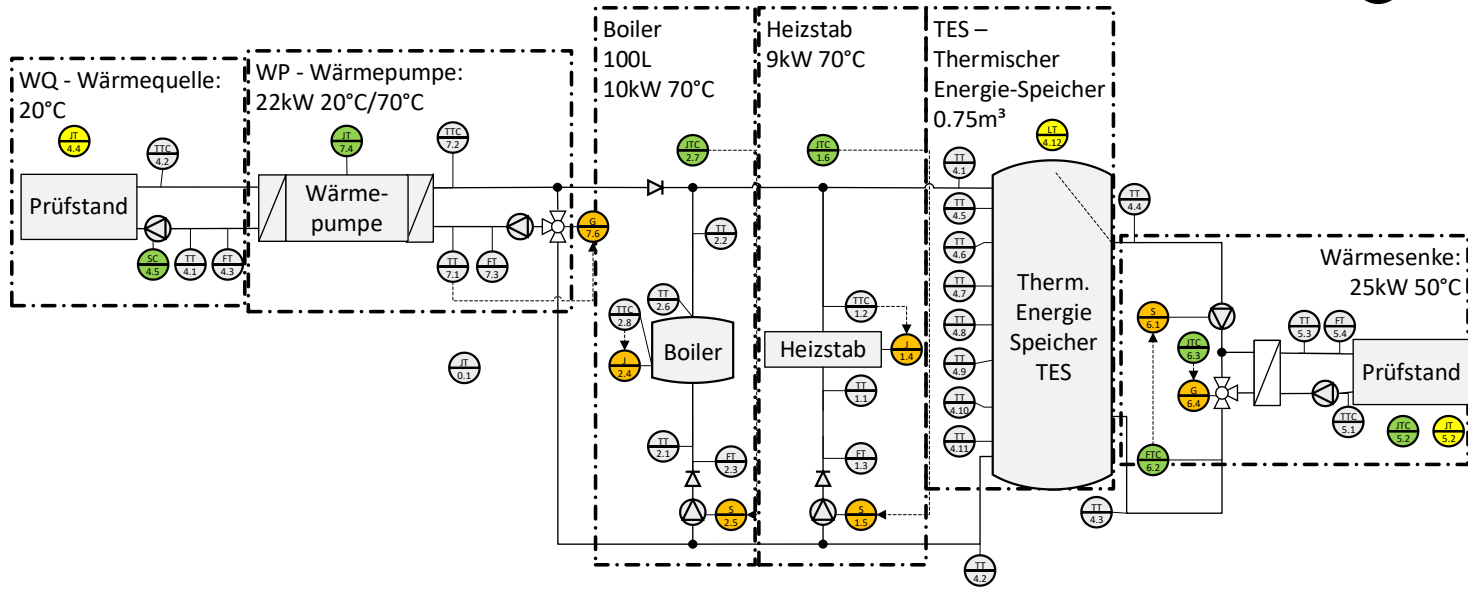 WQ - Wärmequelle:
20°C
JT
4.4
TTC
4.2
Prüfstand
SC
4.5
TT
4.1
FT
4.3
WP - Wärmepumpe:
22kW 20°C/70°C
JT
7.4
TTC
7.2
Wärme-
pumpe
TT
7.1
FT
7.3
G
7.6
JT
0.1
Boiler
100L
10kW 70°C
JTC
2.7
TT
2.2
TT
2.6
TTC
2.8
J
2.4
Boiler
TT
2.1
FT
2.3
S
2.5
Heizstab
9kW 70°C
JTC
1.6
TTC
1.2
Heizstab
J
1.4
TT
1.1
FT
1.3
S
1.5
TES –
Thermischer
Energie-Speicher
0.75m³
LT
4.12
TT
4.1
TT
4.5
TT
4.6
TT
4.7
TT
4.8
TT
4.9
TT
4.10
TT
4.11
Therm.
Energie
Speicher
TES
TT
4.2
TT
4.4
TT
4.3
Wärmesenke:
25kW 50°C
S
6.1
JTC
6.3
G
6.4
FTC
6.2
TT
5.3
FT
5.4
Prüfstand
TTC
5.1
JTC
5.2
JT
5.2